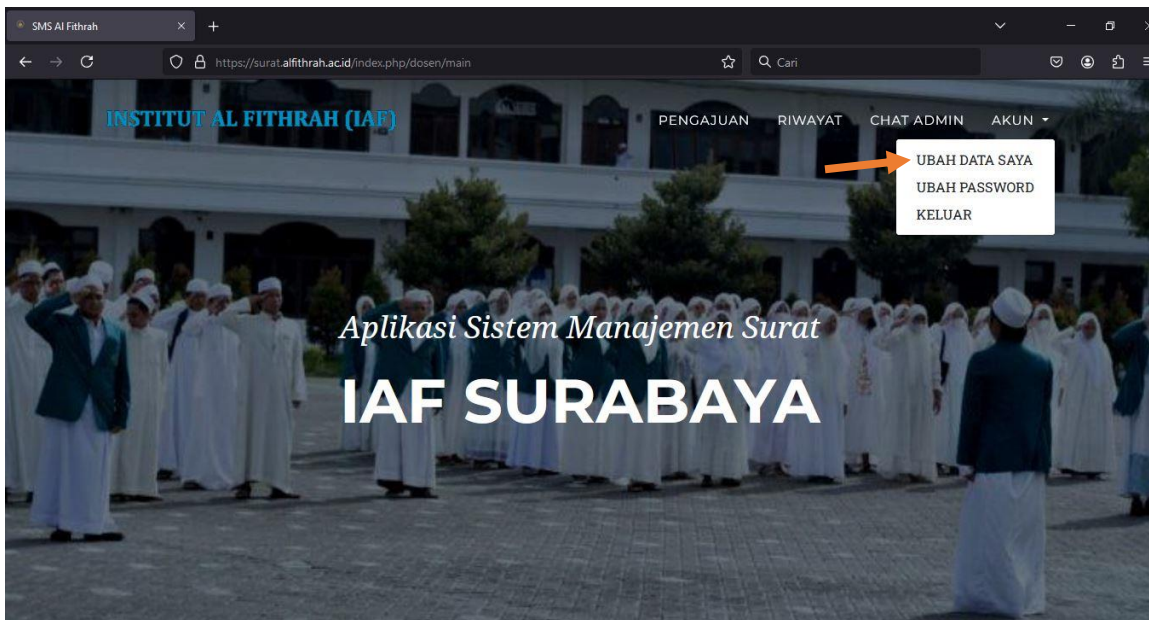 SMS Al Fithrah
https://surat.alfithrah.ac.id/index.php/dosen/main
Cari
INSTITUT AL FITHRAH (IAF)
PENGAJUAN RIWAYAT CHAT ADMIN AKUN
UBAH DATA SAYA
UBAH PASSWORD
KELUAR
Aplikasi Sistem Manajemen Surat
IAF SURABAYA